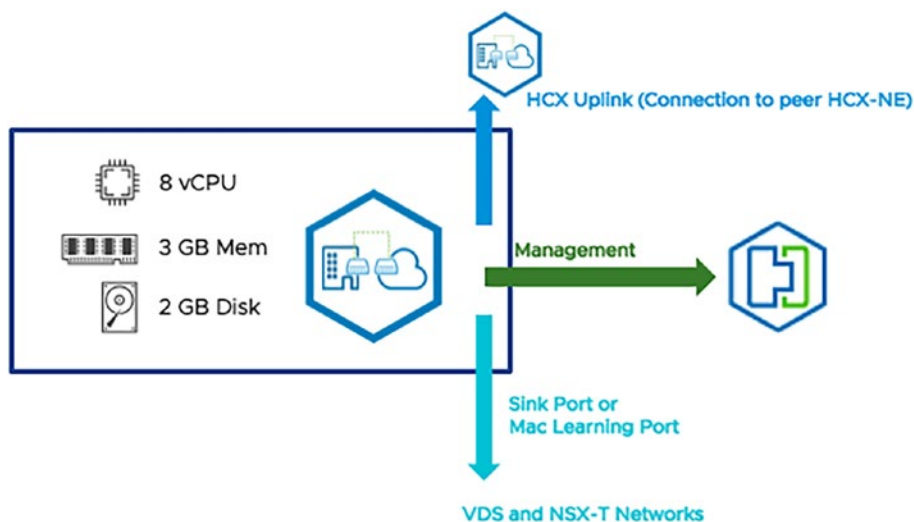 HCX Uplink (Connection to peer HCX-NE)
8 vCPU
3 GB Mem
2 GB Disk
Management
Sink Port or
Mac Learning Port
VDS and NSX-T Networks